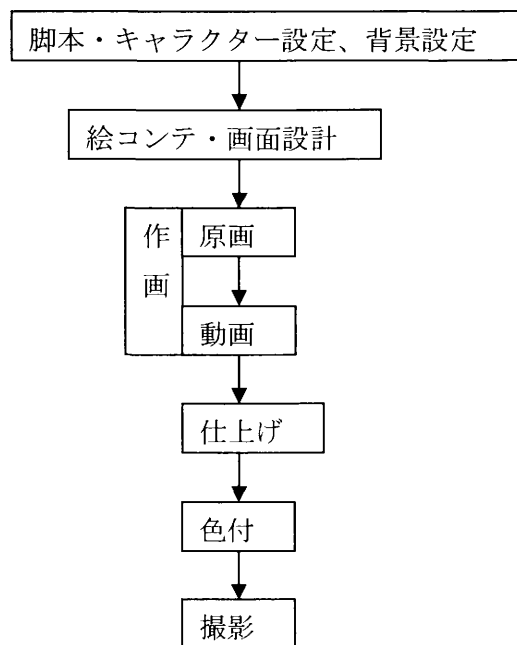 脚本・キャラクター設定、背景設定
絵コンテ・画面設計
作画
原画
動画
仕上げ
色付
撮影